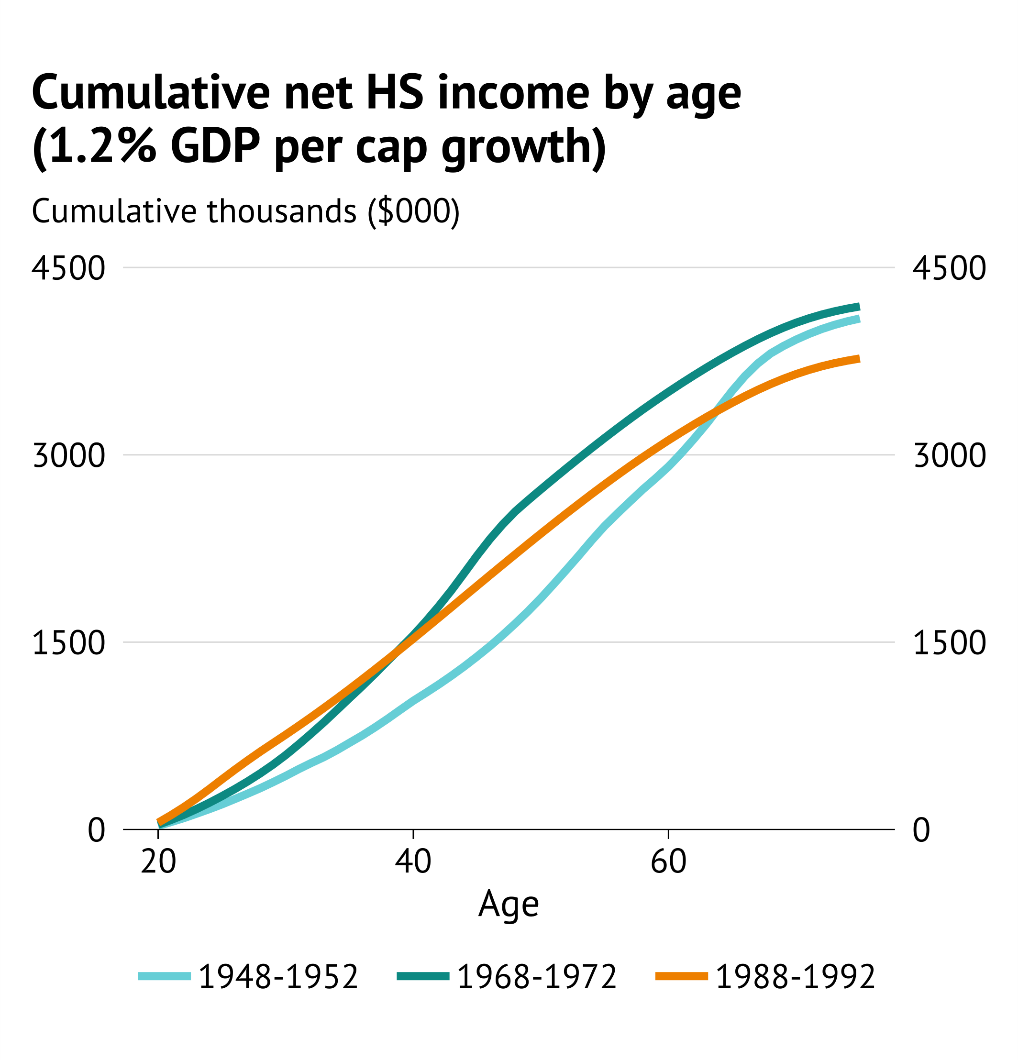 Cumulative net HS income by age
(1.2% GDP per cap growth)
Cumulative thousands ($000)
4500 4500
3000 3000
1500 1500
0 0
20 40 60
Age
1948-1952 1968-1972 1988-1992